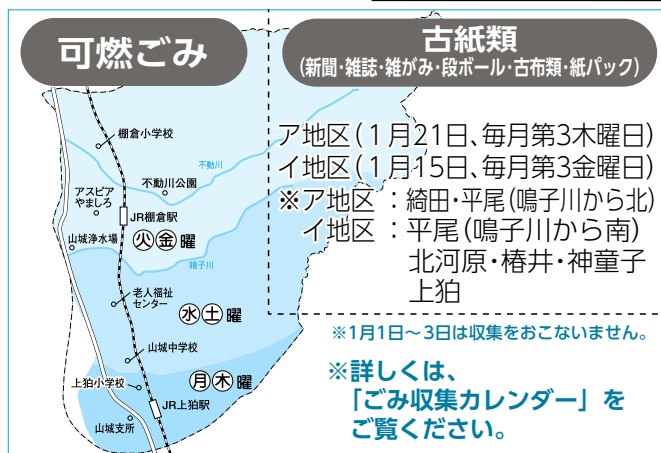 可燃ごみ
古紙類
(新聞・雑誌・雑がみ・段ボール・古布類・紙パック)
ア地区(1月21日、毎月第3木曜日)
イ地区(1月15日、毎月第3金曜日)
※ア地区：綺田・平尾(鳴子川から北)
イ地区：平尾(鳴子川から南)
北河原・椿井・神童子
上狛
※1月1日〜3日は収集をおこないません。
※詳しくは、
「ごみ収集カレンダー」を
ご覧ください。
棚倉小学校
不動川
不動川公園
アスピア
やましろ
JR棚倉駅
山城浄水場
火金曜
鳴子川
老人福祉
センター
水土曜
山城中学校
上狛小学校
月木曜
JR上狛駅
山城支所